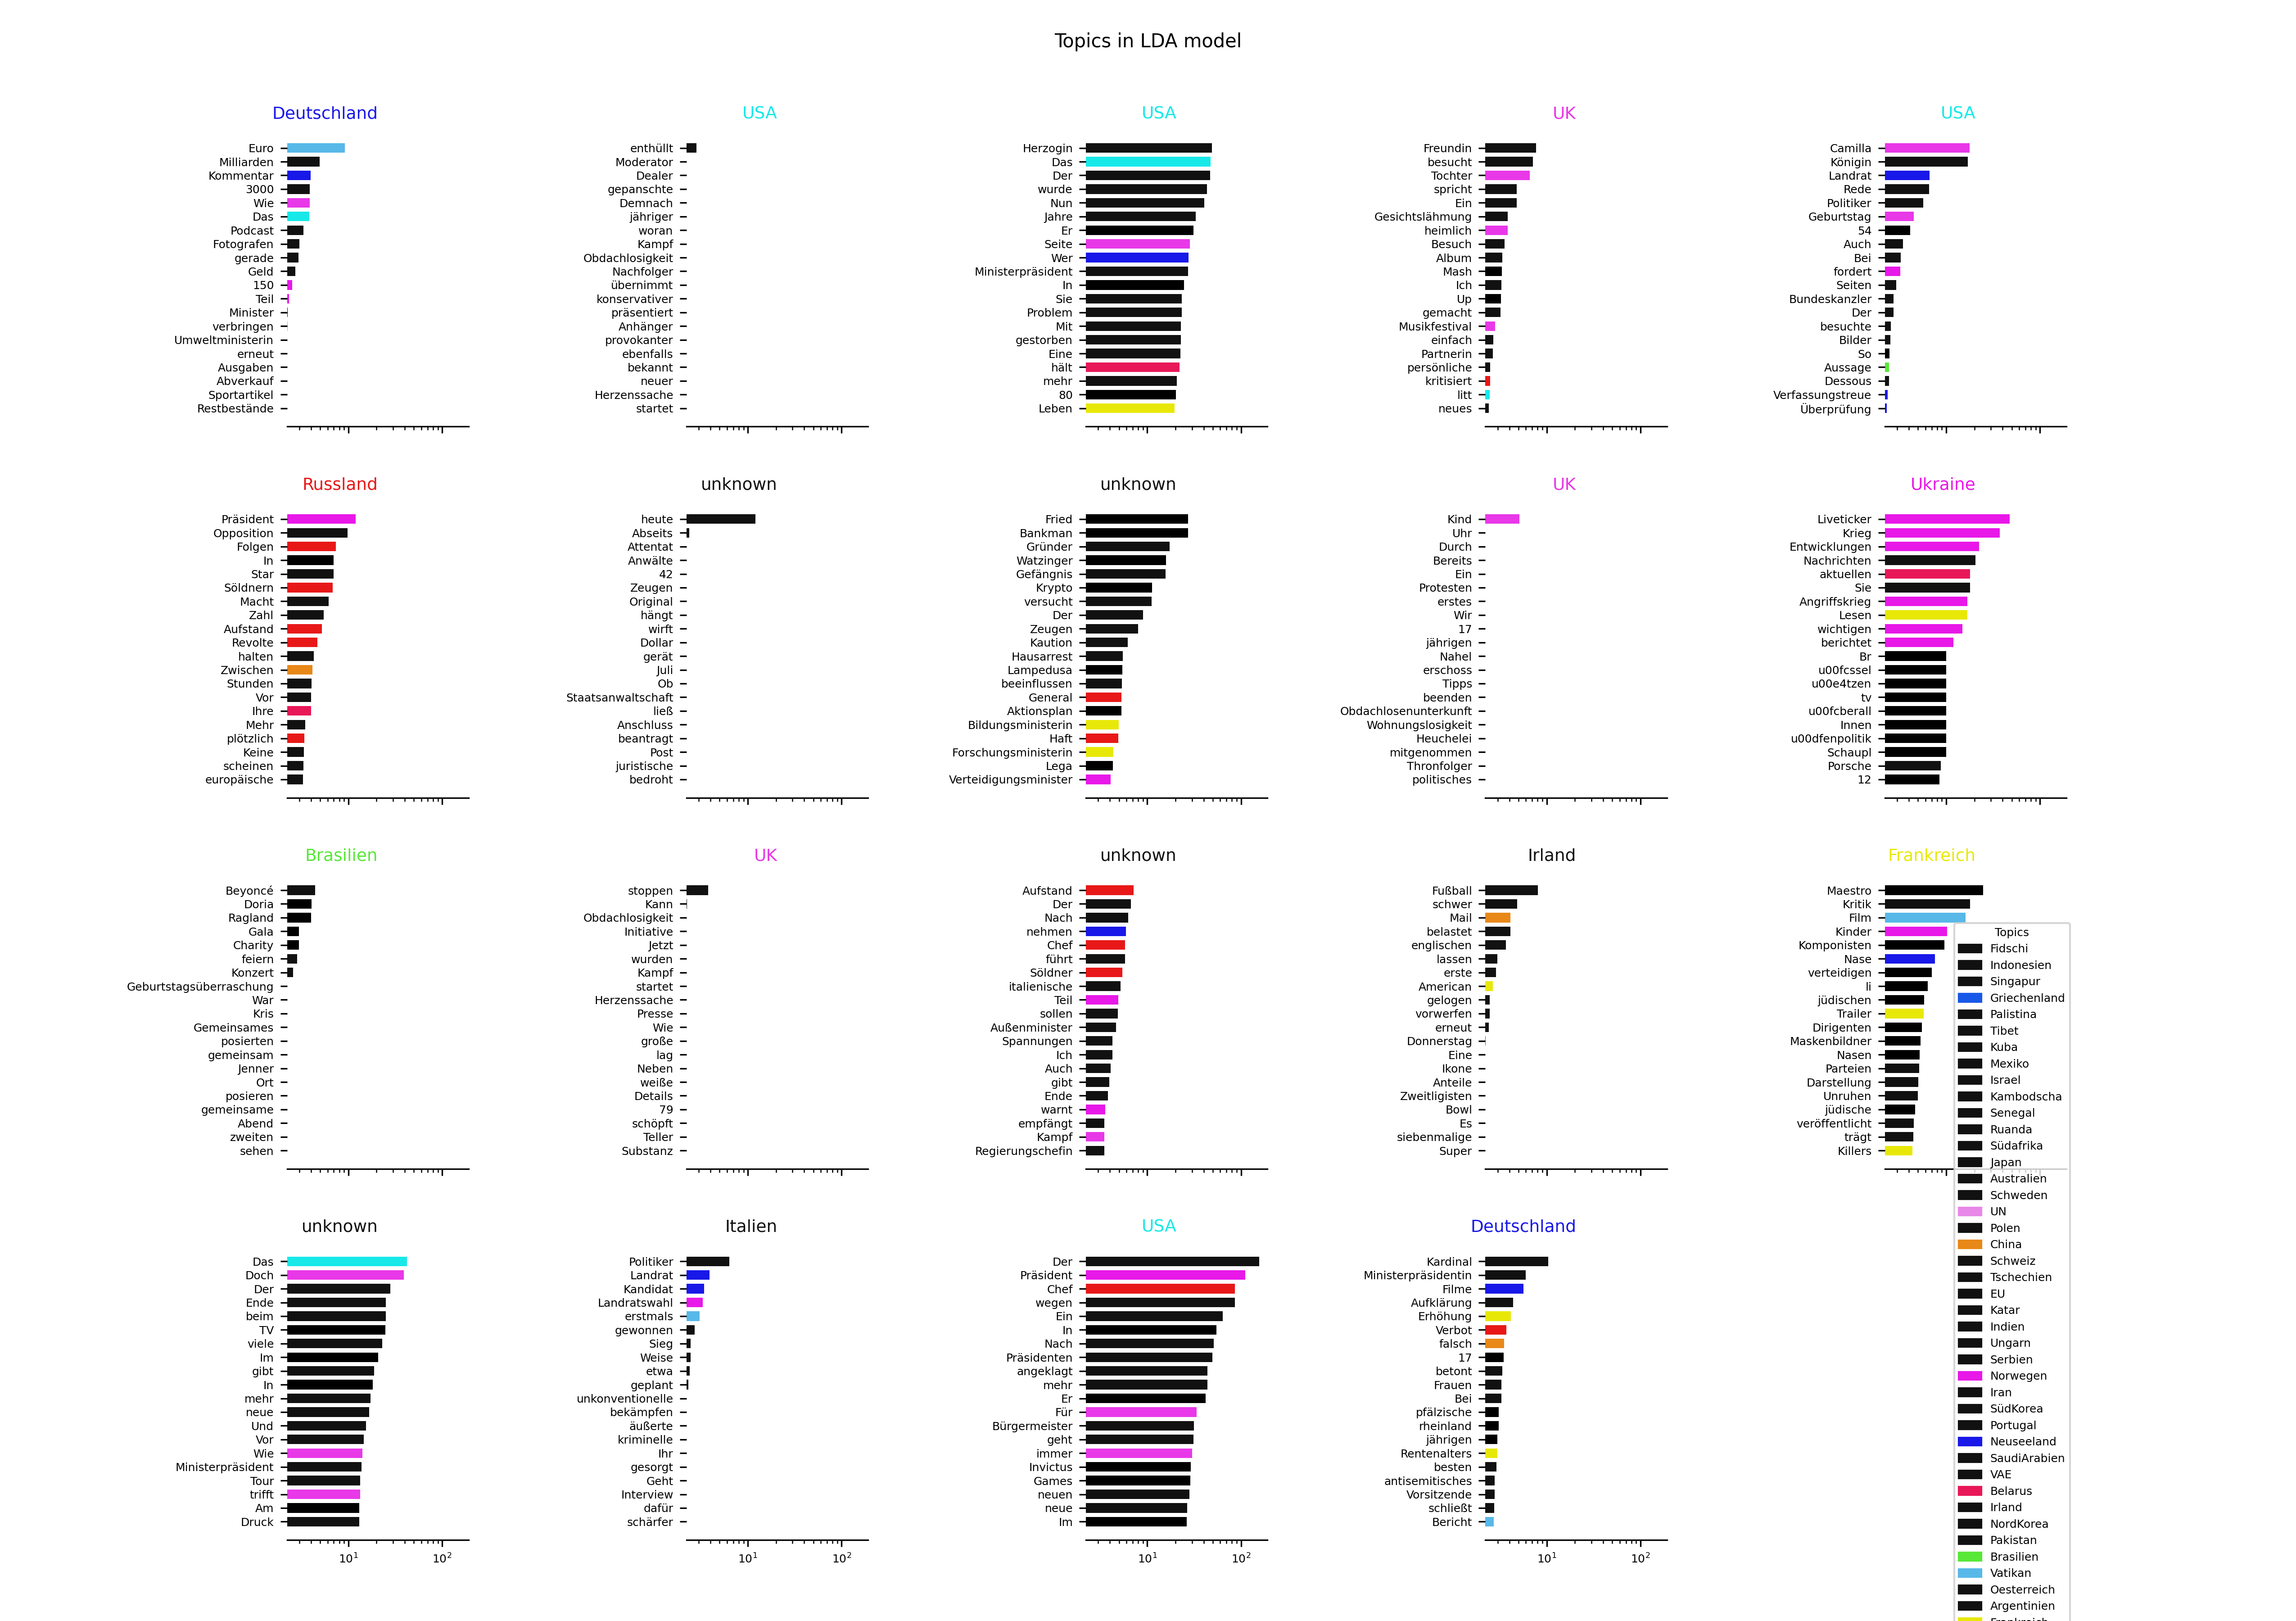 Topics in LDA model
Deutschland
Euro
Milliarden
Kommentar
3000
Wie
Das
Podcast
Fotografen
gerade
Geld
150
Teil
Minister
verbringen
Umweltministerin
erneut
Ausgaben
Abverkauf
Sportartikel
Restbestände
USA
enthüllt
Moderator
Dealer
gepanschte
Demnach
jähriger
woran
Kampf
Obdachlosigkeit
Nachfolger
übernimmt
konservativer
präsentiert
Anhänger
provokanter
ebenfalls
bekannt
neuer
Herzenssache
startet
USA
Herzogin
Das
Der
wurde
Nun
Jahre
Er
Seite
Wer
Ministerpräsident
In
Sie
Problem
Mit
gestorben
Eine
hält
mehr
80
Leben
UK
Freundin
besucht
Tochter
spricht
Ein
Gesichtslähmung
heimlich
Besuch
Album
Mash
Ich
Up
gemacht
Musikfestival
einfach
Partnerin
persönliche
kritisiert
litt
neues
USA
Camilla
Königin
Landrat
Rede
Politiker
Geburtstag
54
Auch
Bei
fordert
Seiten
Bundeskanzler
Der
besuchte
Bilder
So
Aussage
Dessous
Verfassungstreue
Überprüfung
Russland
Präsident
Opposition
Folgen
In
Star
Söldnern
Macht
Zahl
Aufstand
Revolte
halten
Zwischen
Stunden
Vor
Ihre
Mehr
plötzlich
Keine
scheinen
europäische
unknown
heute
Abseits
Attentat
Anwälte
42
Zeugen
Original
hängt
wirft
Dollar
gerät
Juli
Ob
Staatsanwaltschaft
ließ
Anschluss
beantragt
Post
juristische
bedroht
unknown
Fried
Bankman
Gründer
Watzinger
Gefängnis
Krypto
versucht
Der
Zeugen
Kaution
Hausarrest
Lampedusa
beeinflussen
General
Aktionsplan
Bildungsministerin
Haft
Forschungsministerin
Lega
Verteidigungsminister
UK
Kind
Uhr
Durch
Bereits
Ein
Protesten
erstes
Wir
17
jährigen
Nahel
erschoss
Tipps
beenden
Obdachlosenunterkunft
Wohnungslosigkeit
Heuchelei
mitgenommen
Thronfolger
politisches
Ukraine
Liveticker
Krieg
Entwicklungen
Nachrichten
aktuellen
Sie
Angriffskrieg
Lesen
wichtigen
berichtet
Br
u00fcssel
u00e4tzen
tv
u00fcberall
Innen
u00dfenpolitik
Schaupl
Porsche
12
Brasilien
Beyoncé
Doria
Ragland
Gala
Charity
feiern
Konzert
Geburtstagsüberraschung
War
Kris
Gemeinsames
posierten
gemeinsam
Jenner
Ort
posieren
gemeinsame
Abend
zweiten
sehen
UK
stoppen
Kann
Obdachlosigkeit
Initiative
Jetzt
wurden
Kampf
startet
Herzenssache
Presse
Wie
große
lag
Neben
weiße
Details
79
schöpft
Teller
Substanz
unknown
Aufstand
Der
Nach
nehmen
Chef
führt
Söldner
italienische
Teil
sollen
Außenminister
Spannungen
Ich
Auch
gibt
Ende
warnt
empfängt
Kampf
Regierungschefin
Irland
Fußball
schwer
Mail
belastet
englischen
lassen
erste
American
gelogen
vorwerfen
erneut
Donnerstag
Eine
Ikone
Anteile
Zweitligisten
Bowl
Es
siebenmalige
Super
Frankreich
Maestro
Kritik
Film
Kinder
Komponisten
Nase
verteidigen
li
jüdischen
Trailer
Dirigenten
Maskenbildner
Nasen
Parteien
Darstellung
Unruhen
jüdische
veröffentlicht
trägt
Killers
unknown
Das
Doch
Der
Ende
beim
TV
viele
Im
gibt
In
mehr
neue
Und
Vor
Wie
Ministerpräsident
Tour
trifft
Am
Druck
10¹ 10²
Italien
Politiker
Landrat
Kandidat
Landratswahl
erstmals
gewonnen
Sieg
Weise
etwa
geplant
unkonventionelle
bekämpfen
äußerte
kriminelle
Ihr
gesorgt
Geht
Interview
dafür
schärfer
10¹ 10²
USA
Der
Präsident
Chef
wegen
Ein
In
Nach
Präsidenten
angeklagt
mehr
Er
Für
Bürgermeister
geht
immer
Invictus
Games
neuen
neue
Im
10¹ 10²
Deutschland
Kardinal
Ministerpräsidentin
Filme
Aufklärung
Erhöhung
Verbot
falsch
17
betont
Frauen
Bei
pfälzische
rheinland
jährigen
Rentenalters
besten
antisemitisches
Vorsitzende
schließt
Bericht
10¹ 10²
Topics
Fidschi
Indonesien
Singapur
Griechenland
Palistina
Tibet
Kuba
Mexiko
Israel
Kambodscha
Senegal
Ruanda
Südafrika
Japan
Australien
Schweden
UN
Polen
China
Schweiz
Tschechien
EU
Katar
Indien
Ungarn
Serbien
Norwegen
Iran
SüdKorea
Portugal
Neuseeland
SaudiArabien
VAE
Belarus
Irland
NordKorea
Pakistan
Brasilien
Vatikan
Oesterreich
Argentinien